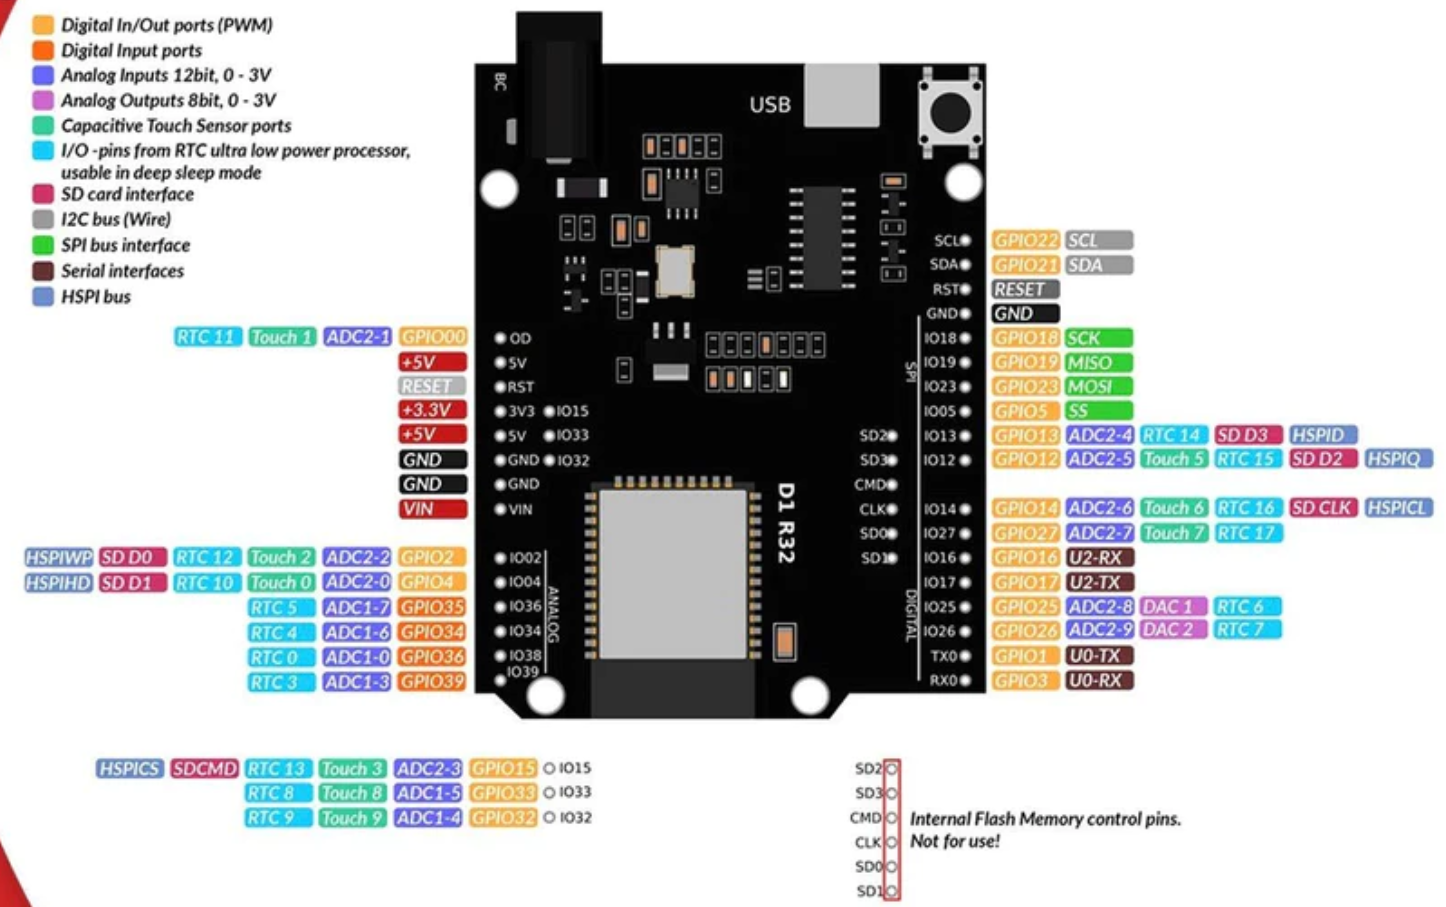 Digital In/Out ports (PWM)
Digital Input ports
Analog Inputs 12bit, 0 - 3V
Analog Outputs 8bit, 0 - 3V
Capacitive Touch Sensor ports
I/O -pins from RTC ultra low power processor,
usable in deep sleep mode
SD card interface
I2C bus (Wire)
SPI bus interface
Serial interfaces
HSPI bus
BC
USB
RTC 11 Touch 1 ADC2-1 GPIO00 OD
+5V 5V
RESET RST
+3.3V 3V3 IO15
+5V 5V IO33
GND GND IO32
GND GND
VIN VIN
HSPIWP SD D0 RTC 12 Touch 2 ADC2-2 GPIO2 IO02
HSPIHD SD D1 RTC 10 Touch 0 ADC2-0 GPIO4 IO04
RTC 5 ADC1-7 GPIO35 IO36
RTC 4 ADC1-6 GPIO34 IO34
RTC 0 ADC1-0 GPIO36 IO38
RTC 3 ADC1-3 GPIO39 IO39
ANALOG
D1 R32
SCL GPIO22 SCL
SDA GPIO21 SDA
RST RESET
GND GND
IO18 GPIO18 SCK
IO19 GPIO19 MISO
IO23 GPIO23 MOSI
IO05 GPIO5 SS
SD2 IO13 GPIO13 ADC2-4 RTC 14 SD D3 HSPID
SD3 IO12 GPIO12 ADC2-5 Touch 5 RTC 15 SD D2 HSPIQ
CMD
CLK IO14 GPIO14 ADC2-6 Touch 6 RTC 16 SD CLK HSPICL
SD0 IO27 GPIO27 ADC2-7 Touch 7 RTC 17
SD1 IO16 GPIO16 U2-RX
IO17 GPIO17 U2-TX
IO25 GPIO25 ADC2-8 DAC 1 RTC 6
IO26 GPIO26 ADC2-9 DAC 2 RTC 7
TX0 GPIO1 U0-TX
RX0 GPIO3 U0-RX
SPI
DIGITAL
HSPICS SDCMD RTC 13 Touch 3 ADC2-3 GPIO15 IO15
RTC 8 Touch 8 ADC1-5 GPIO33 IO33
RTC 9 Touch 9 ADC1-4 GPIO32 IO32
SD2
SD3
CMD
CLK
SD0
SD1
Internal Flash Memory control pins.
Not for use!